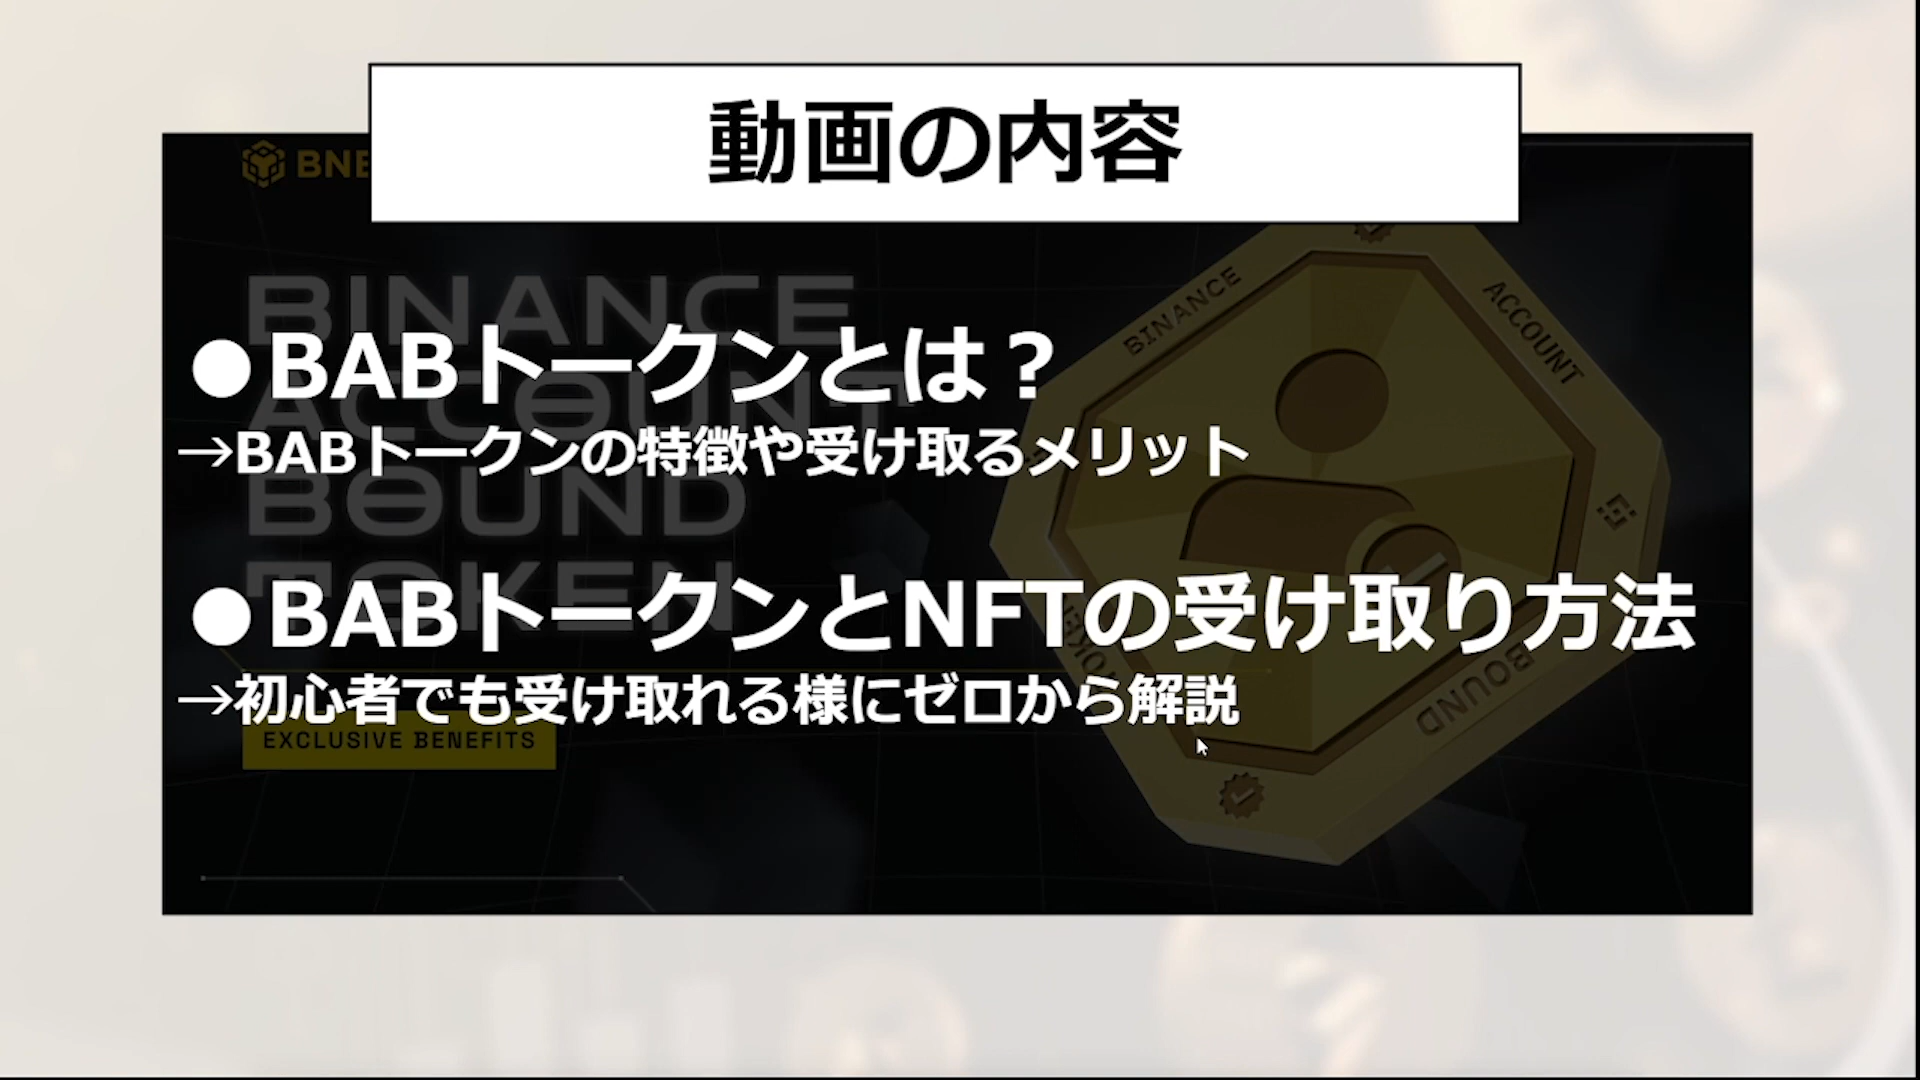 動画の内容
BNB
BINANCE
●BABトークンとは？
ACCOUNT
→BABトークンの特徴や受け取るメリット
BOUND
TOKEN
●BABトークンとNFTの受け取り方法
→初心者でも受け取れる様にゼロから解説
EXCLUSIVE BENEFITS
BINANCE
ACCOUNT
BOUND
TOKEN